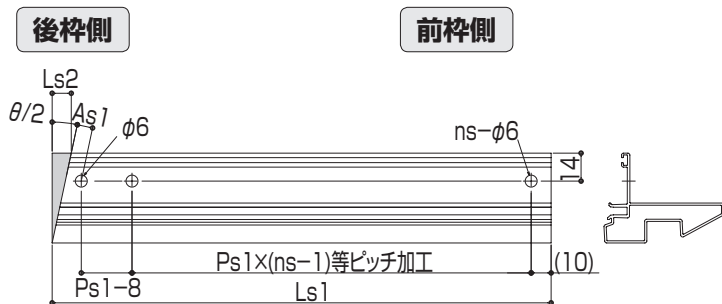 後枠側
前枠側
Ls2
θ/2
As1
φ6
ns-φ6
14
Ps1×(ns-1)等ピッチ加工
(10)
Ps1-8
Ls1